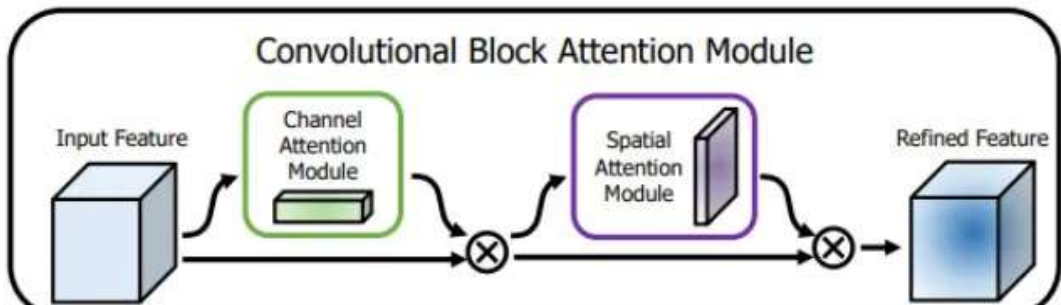 Convolutional Block Attention Module
Input Feature
Channel
Attention
Module
Spatial
Attention
Module
Refined Feature